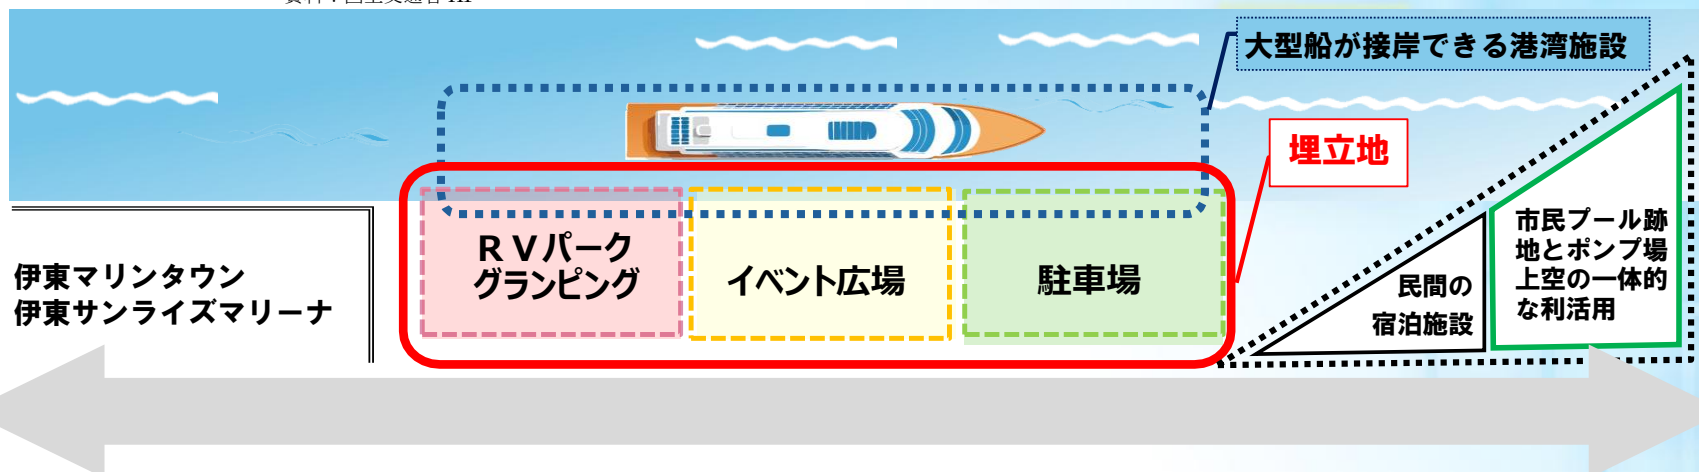 大型船が接岸できる港湾施設
埋立地
ＲＶパーク
グランピング
イベント広場
駐車場
伊東マリンタウン
伊東サンライズマリーナ
民間の
宿泊施設
市民プール跡
地とポンプ場
上空の一体的
な利活用